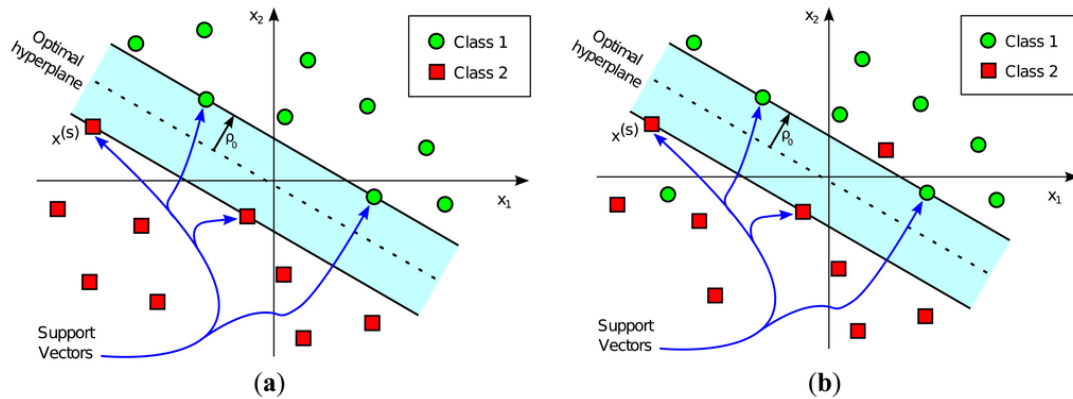 x₂
Optimal
hyperplane
Class 1
Class 2
x⁽ˢ⁾
ρ₀
x₁
Support
Vectors
(a)
x₂
Optimal
hyperplane
Class 1
Class 2
x⁽ˢ⁾
ρ₀
x₁
Support
Vectors
(b)